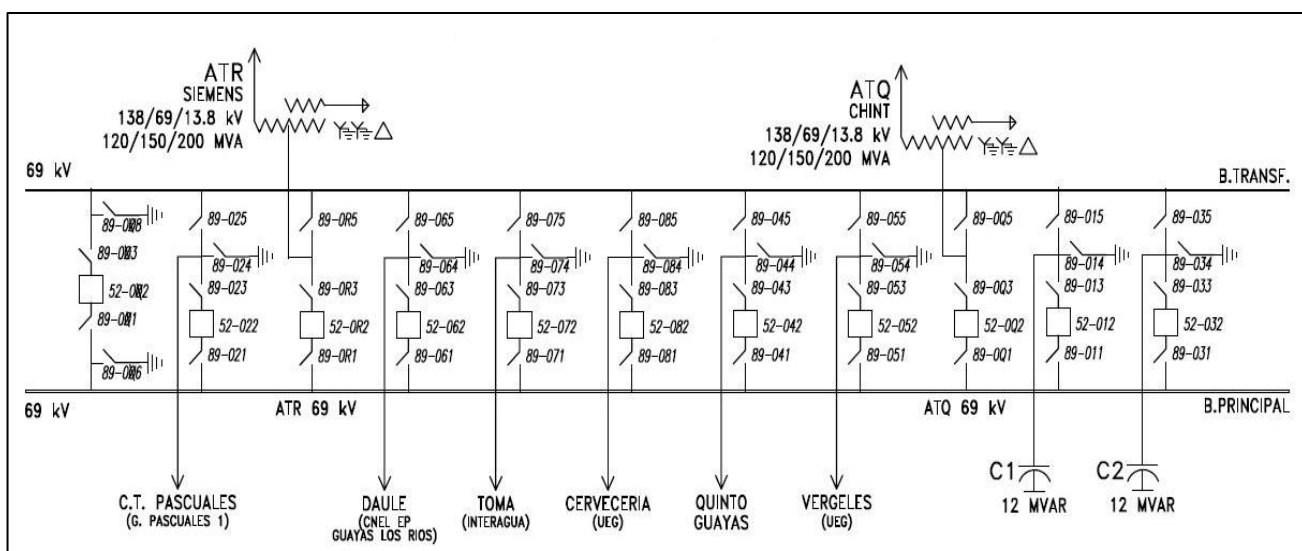 ATR
SIEMENS
138/69/13.8 kV
120/150/200 MVA
ATQ
CHINT
138/69/13.8 kV
120/150/200 MVA
69 kV
B.TRANSF.
89-025
89-0R5
89-065
89-075
89-085
89-045
89-055
89-0Q5
89-015
89-035
89-024
89-064
89-074
89-084
89-044
89-054
89-014
89-034
89-023
89-0R3
89-063
89-073
89-083
89-043
89-053
89-0Q3
89-013
89-033
52-022
52-0R2
52-062
52-072
52-082
52-042
52-052
52-0Q2
52-012
52-032
89-021
89-0R1
89-061
89-071
89-081
89-041
89-051
89-0Q1
89-011
89-031
69 kV
ATR 69 kV
ATQ 69 kV
B.PRINCIPAL
C.T. PASCUALES
(G. PASCUALES 1)
DAULE
(CNEL EP
GUAYAS LOS RIOS)
TOMA
(INTERAGUA)
CERVECERIA
(UEG)
QUINTO
GUAYAS
VERGELES
(UEG)
C1
12 MVAR
C2
12 MVAR